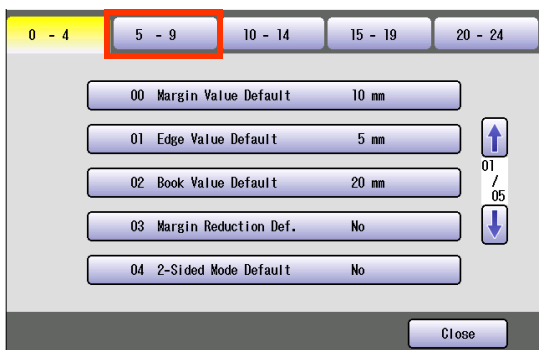 0 - 4 5 - 9 10 - 14 15 - 19 20 - 24
00 Margin Value Default 10 mm
01 Edge Value Default 5 mm
02 Book Value Default 20 mm
03 Margin Reduction Def. No
04 2-Sided Mode Default No
01
/
05
Close